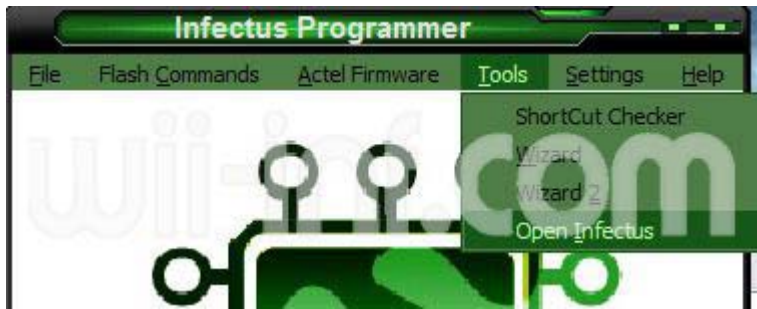 Infectus Programmer
File Flash Commands Actel Firmware Tools Settings Help
ShortCut Checker
Wizard
Wizard 2
Open Infectus
wii-inf.com